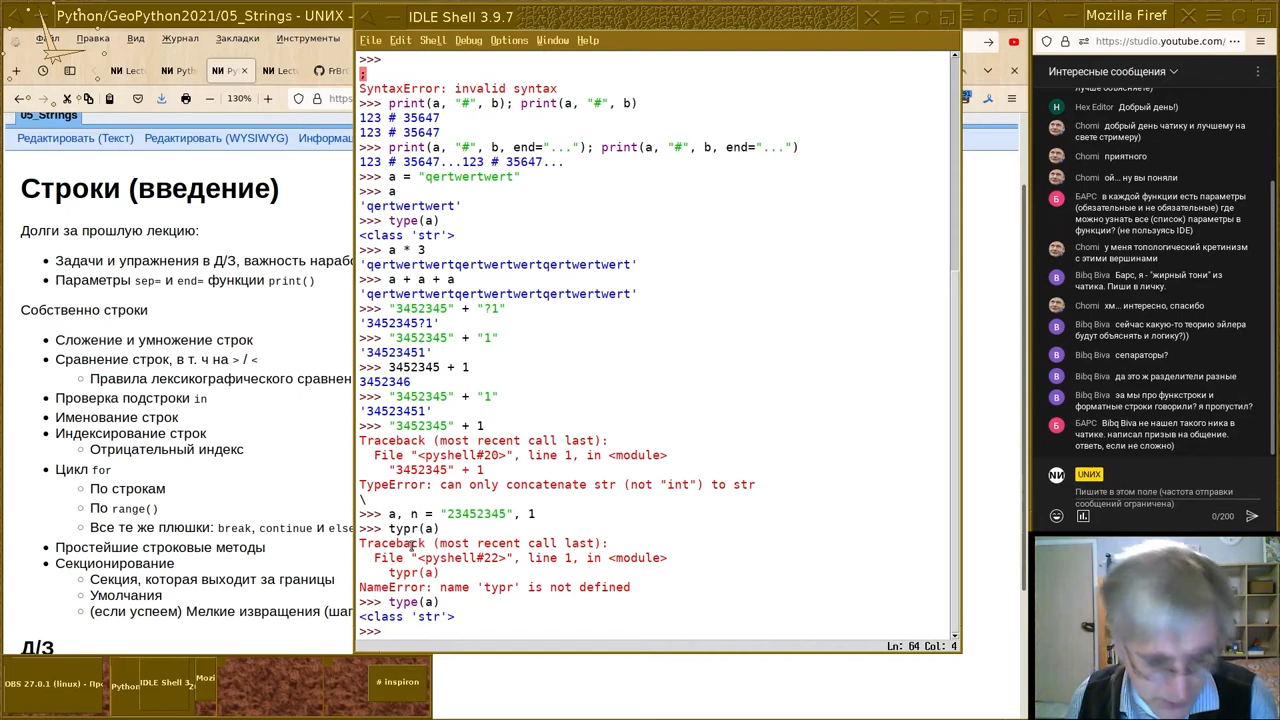 Python/GeoPython2021/05_Strings - UNИX -
Файл Правка Вид Журнал Закладки Инструменты
130%
05_Strings
Редактировать (Текст) Редактировать (WYSIWYG)
Строки (введение)
Долги за прошлую лекцию:
Задачи и упражнения в Д/З, важность
Параметры sep= и end= функции print()
Собственно строки
Сложение и умножение строк
Сравнение строк, в т. ч на > / <
Правила лексикографического
Проверка подстроки in
Именование строк
Индексирование строк
Отрицательный индекс
Цикл for
По строкам
По range()
Все те же плюшки: break, continue и else
Простейшие строковые методы
Секционирование
Секция, которая выходит за границы
Умолчания
(если успеем) Мелкие извращения
Д/З
IDLE Shell 3.9.7
File Edit Shell Debug Options Window Help
>>>
;
SyntaxError: invalid syntax
>>> print(a, "#", b); print(a, "#", b)
123 # 35647
123 # 35647
>>> print(a, "#", b, end="..."); print(a, "#", b, end="...")
123 # 35647...123 # 35647...
>>> a = "qertwertwert"
>>> a
'qertwertwert'
>>> type(a)
<class 'str'>
>>> a * 3
'qertwertwertqertwertwertqertwertwert'
>>> a + a + a
'qertwertwertqertwertwertqertwertwert'
>>> "3452345" + "?1"
'3452345?1'
>>> "3452345" + "1"
'34523451'
>>> 3452345 + 1
3452346
>>> "3452345" + "1"
'34523451'
>>> "3452345" + 1
Traceback (most recent call last):
File "<pyshell#20>", line 1, in <module>
"3452345" + 1
TypeError: can only concatenate str (not "int") to str
\
>>> a, n = "23452345", 1
>>> typr(a)
Traceback (most recent call last):
File "<pyshell#22>", line 1, in <module>
typr(a)
NameError: name 'typr' is not defined
>>> type(a)
<class 'str'>
>>>
Ln: 64 Col: 4
Mozilla Firef
https://studio.youtube.com/
Интересные сообщения
Hex Editor Добрый день!)
Chomi добрый день чатику и лучшему на
свете стримеру)
Chomi приятного
Chomi ой... ну вы поняли
БАРС в каждой функции есть параметры
(обязательные и не обязательные) где
можно узнать все (список) параметры в
функции? (не пользуясь IDE)
Chomi у меня топологический кретинизм
с этими вершинами
Bibq Biva Барс, я - "жирный тони" из
чатика. Пиши в личку.
Chomi хм... интересно, спасибо
Bibq Biva сейчас какую-то теорию эйлера
будут объяснять и логику?))
Bibq Biva сепараторы?
Bibq Biva да это ж разделители разные
Bibq Biva эа мы про функстроки и
форматные строки говорили? я пропустил?
БАРС Bibq Biva не нашел такого ника в
чатике. написал призыв на общение.
ответь, если не сложно)
NИ UNИX
Пишите в этом поле (частота отправки
сообщений ограничена)
0/200
OBS 27.0.1 (linux) - Пр
Python
IDLE Shell 3.
Mozi
# inspiron